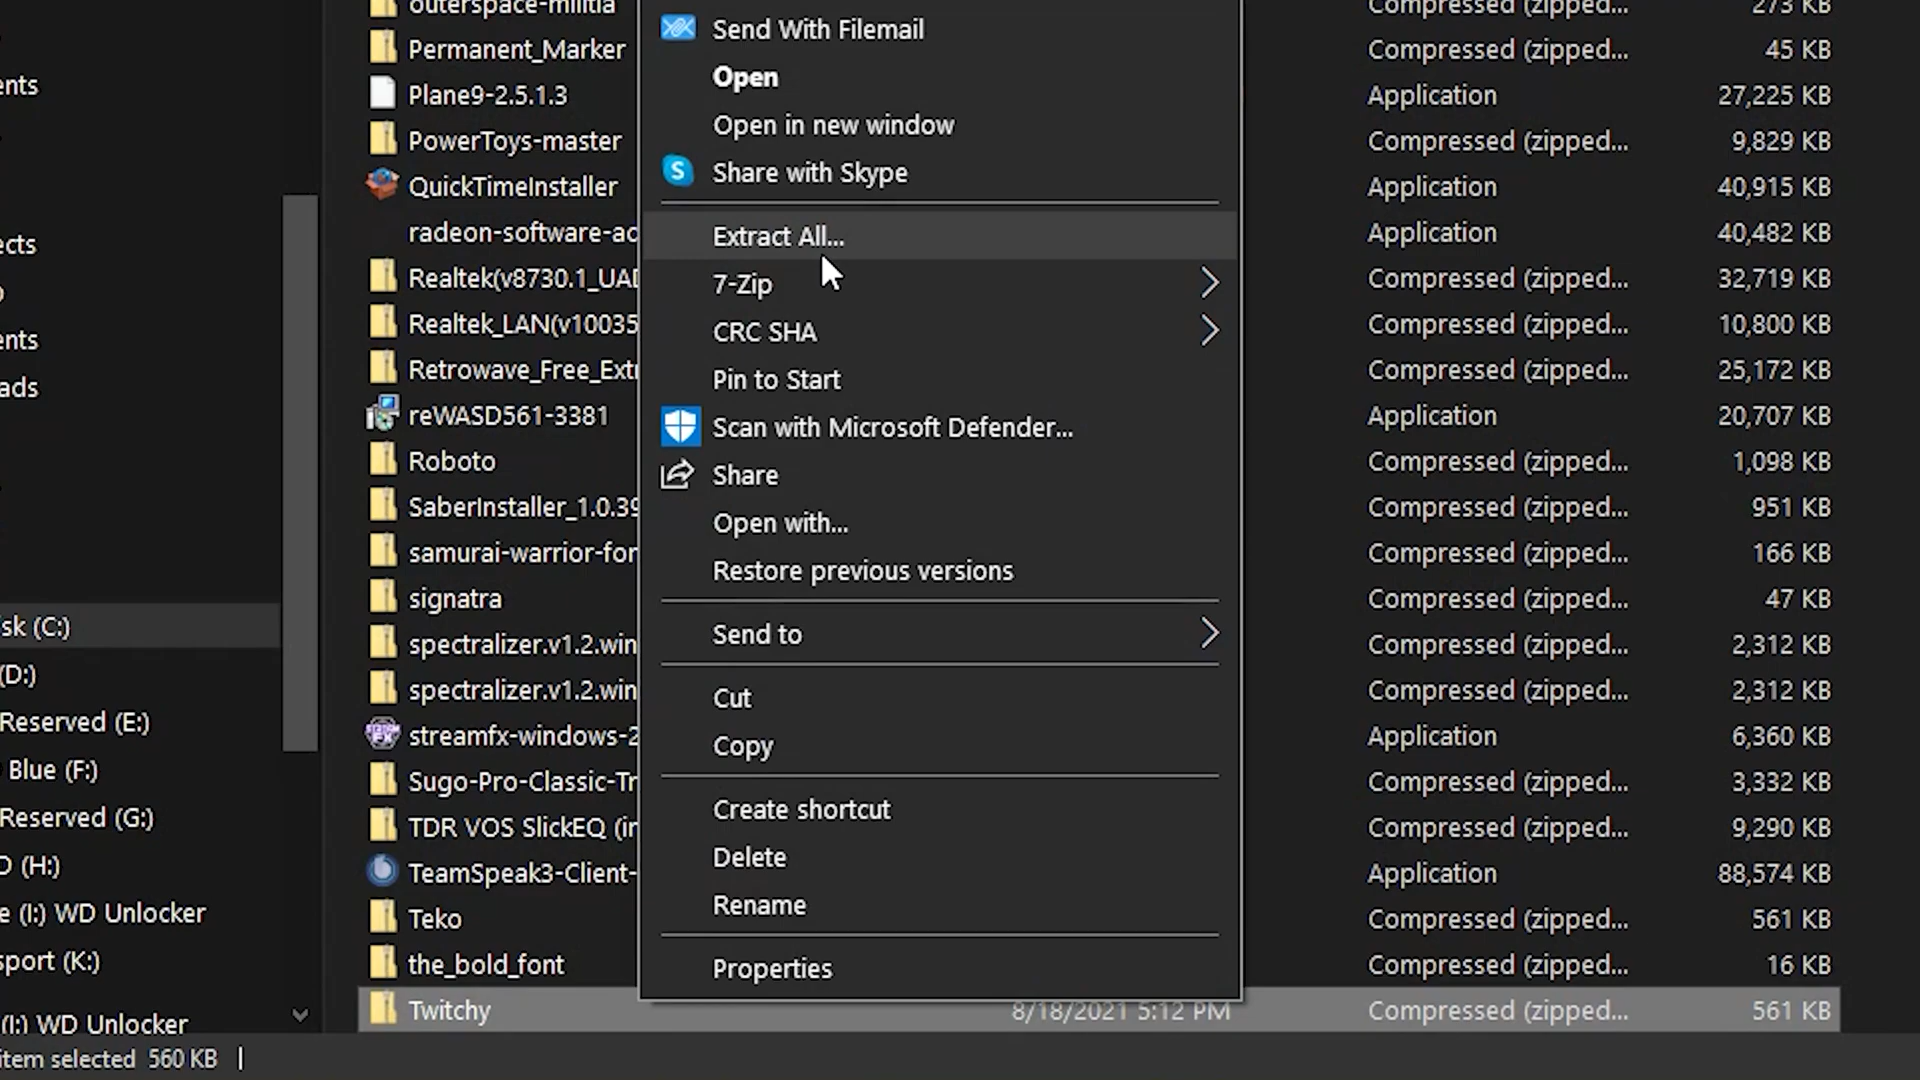 outerspace-militia
Compressed (zipped...
273 KB
Permanent_Marker
Compressed (zipped...
45 KB
Plane9-2.5.1.3
Application
27,225 KB
PowerToys-master
Compressed (zipped...
9,829 KB
QuickTimeInstaller
Application
40,915 KB
radeon-software-ad
Application
40,482 KB
Realtek(v8730.1_UAD
Compressed (zipped...
32,719 KB
Realtek_LAN(v10035
Compressed (zipped...
10,800 KB
Retrowave_Free_Extr
Compressed (zipped...
25,172 KB
reWASD561-3381
Application
20,707 KB
Roboto
Compressed (zipped...
1,098 KB
SaberInstaller_1.0.39
Compressed (zipped...
951 KB
samurai-warrior-for
Compressed (zipped...
166 KB
signatra
Compressed (zipped...
47 KB
spectralizer.v1.2.win
Compressed (zipped...
2,312 KB
spectralizer.v1.2.win
Compressed (zipped...
2,312 KB
streamfx-windows-2
Application
6,360 KB
Sugo-Pro-Classic-Tr
Compressed (zipped...
3,332 KB
TDR VOS SlickEQ (in
Compressed (zipped...
9,290 KB
TeamSpeak3-Client-
Application
88,574 KB
Teko
Compressed (zipped...
561 KB
the_bold_font
Compressed (zipped...
16 KB
Twitchy
8/18/2021 5:12 PM
Compressed (zipped...
561 KB
Send With Filemail
Open
Open in new window
Share with Skype
Extract All...
7-Zip
CRC SHA
Pin to Start
Scan with Microsoft Defender...
Share
Open with...
Restore previous versions
Send to
Cut
Copy
Create shortcut
Delete
Rename
Properties
ents
ects
ents
ads
sk (C:)
(D:)
Reserved (E:)
Blue (F:)
Reserved (G:)
D (H:)
e (I:) WD Unlocker
sport (K:)
(I:) WD Unlocker
item selected 560 KB